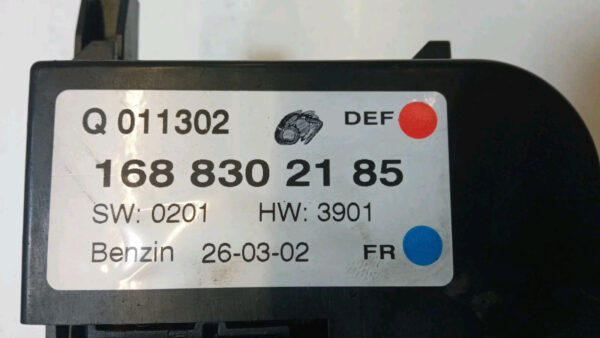 Q 011302 DEF
168 830 21 85
SW: 0201 HW: 3901
Benzin 26-03-02 FR